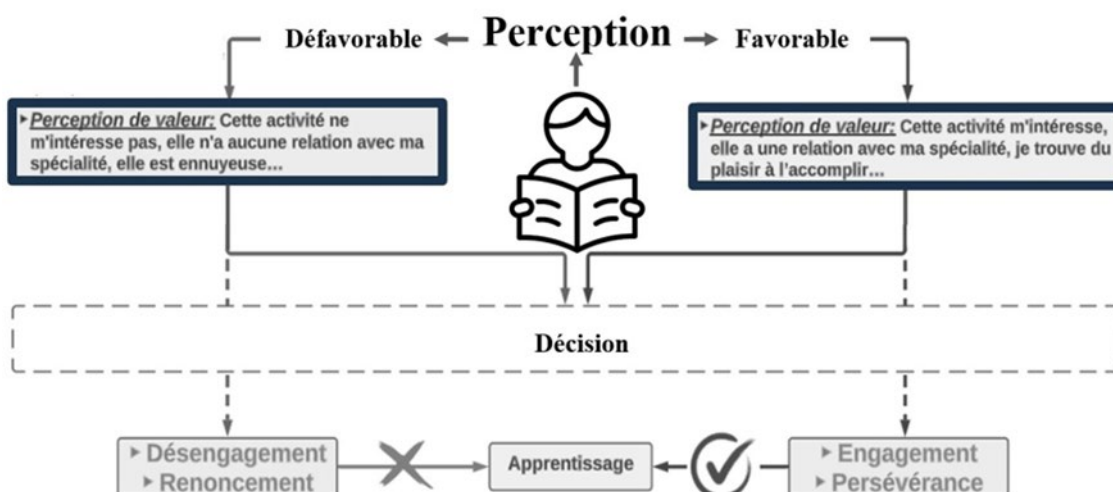 Défavorable
Perception
Favorable
▸ Perception de valeur: Cette activité ne
m'intéresse pas, elle n'a aucune relation avec ma
spécialité, elle est ennuyeuse...
▸ Perception de valeur: Cette activité m'intéresse,
elle a une relation avec ma spécialité, je trouve du
plaisir à l'accomplir...
Décision
▸ Désengagement
▸ Renoncement
Apprentissage
▸ Engagement
▸ Persévérance